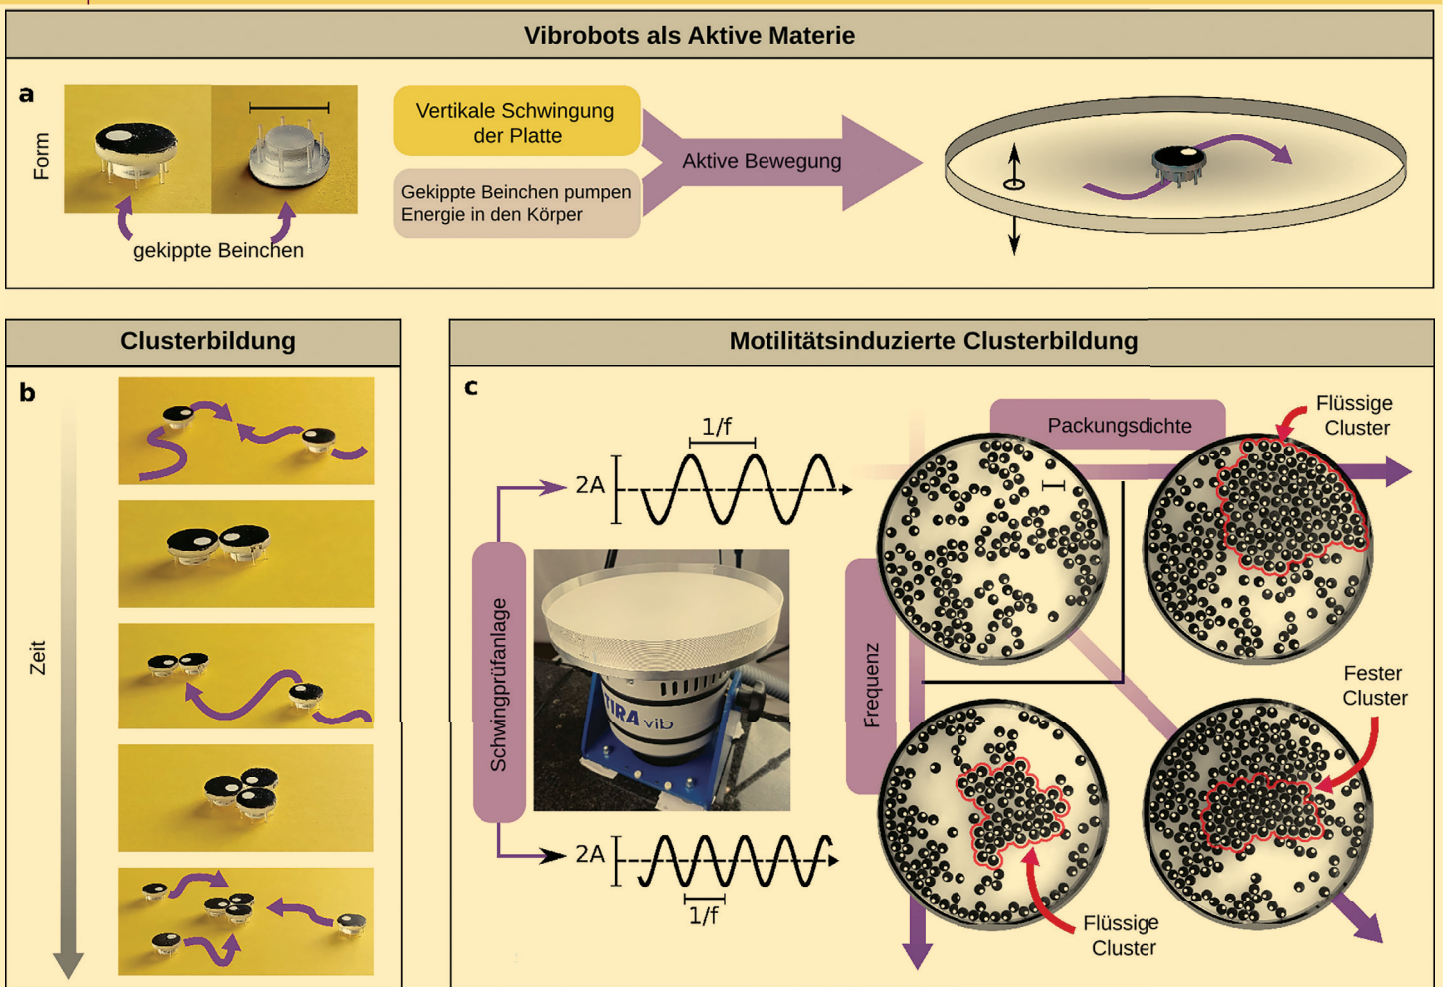 Vibrobots als Aktive Materie
a
Form
gekippte Beinchen
Vertikale Schwingung
der Platte
Gekippte Beinchen pumpen
Energie in den Körper
Aktive Bewegung
Clusterbildung
b
Zeit
Motilitätsinduzierte Clusterbildung
c
1/f
2A
Schwingprüfanlage
TIRA vib
2A
1/f
Packungsdichte
Frequenz
Flüssige
Cluster
Fester
Cluster
Flüssige
Cluster